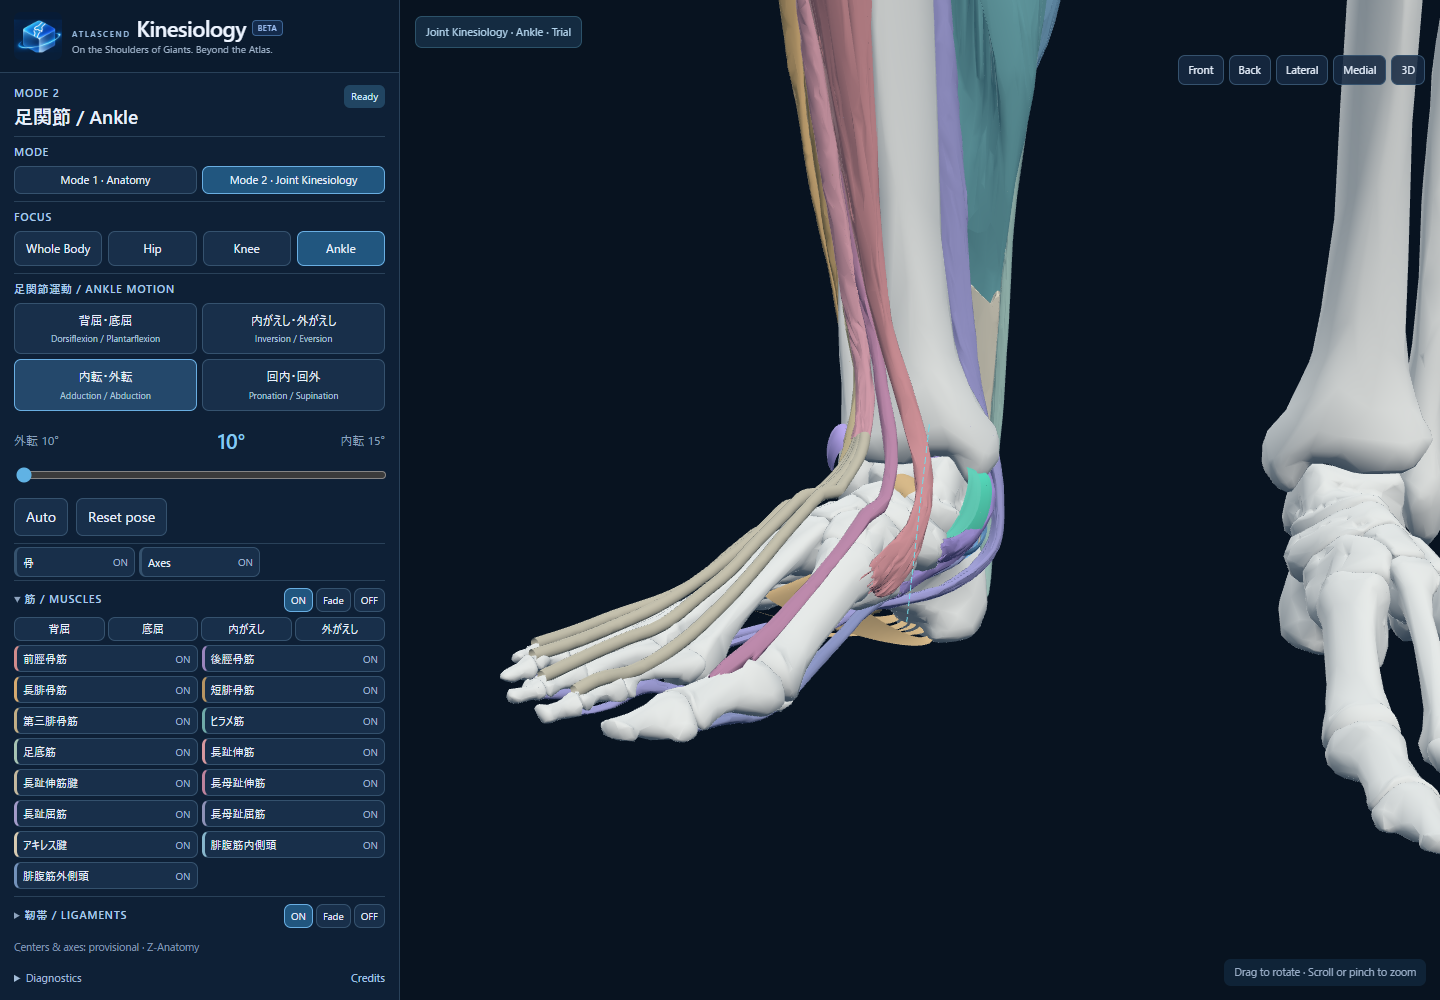 ATLASCEND Kinesiology BETA
On the Shoulders of Giants. Beyond the Atlas.
MODE 2
足関節 / Ankle
Ready
MODE
Mode 1 · Anatomy
Mode 2 · Joint Kinesiology
FOCUS
Whole Body
Hip
Knee
Ankle
足関節運動 / ANKLE MOTION
背屈・底屈
Dorsiflexion / Plantarflexion
内がえし・外がえし
Inversion / Eversion
内転・外転
Adduction / Abduction
回内・回外
Pronation / Supination
外転 10°
10°
内転 15°
Auto
Reset pose
骨 ON
Axes ON
▼ 筋 / MUSCLES
ON
Fade
OFF
背屈
底屈
内がえし
外がえし
前脛骨筋 ON
後脛骨筋 ON
長腓骨筋 ON
短腓骨筋 ON
第三腓骨筋 ON
ヒラメ筋 ON
足底筋 ON
長趾伸筋 ON
長趾伸筋腱 ON
長母趾伸筋 ON
長趾屈筋 ON
長母趾屈筋 ON
アキレス腱 ON
腓腹筋内側頭 ON
腓腹筋外側頭 ON
▶ 靭帯 / LIGAMENTS
ON
Fade
OFF
Centers & axes: provisional · Z-Anatomy
▶ Diagnostics
Credits
Joint Kinesiology · Ankle · Trial
Front
Back
Lateral
Medial
3D
Drag to rotate · Scroll or pinch to zoom